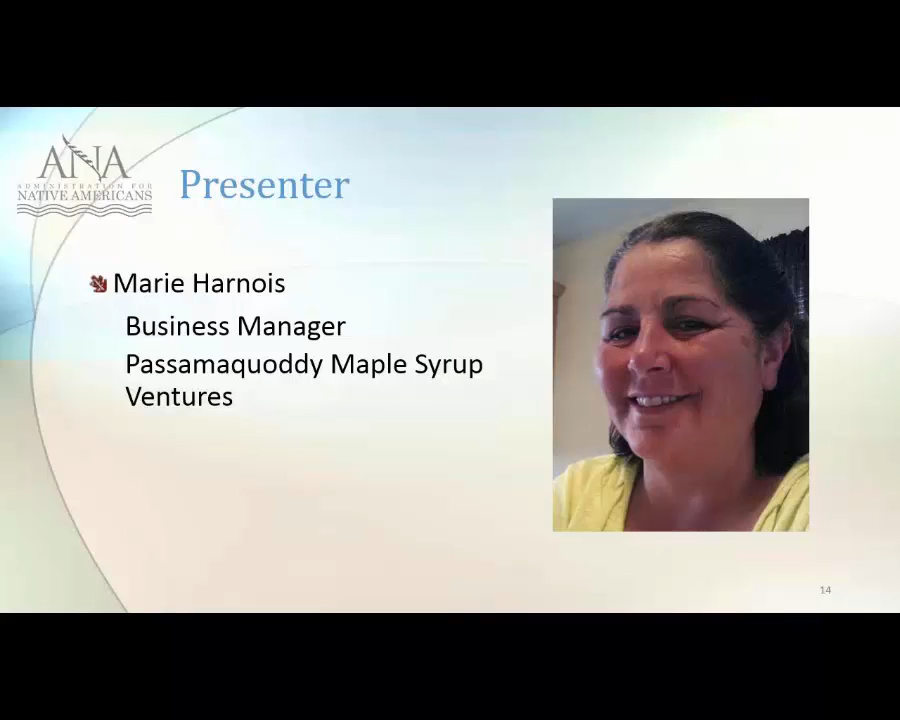 ANA
ADMINISTRATION FOR
NATIVE AMERICANS
Presenter
Marie Harnois
Business Manager
Passamaquoddy Maple Syrup
Ventures
14